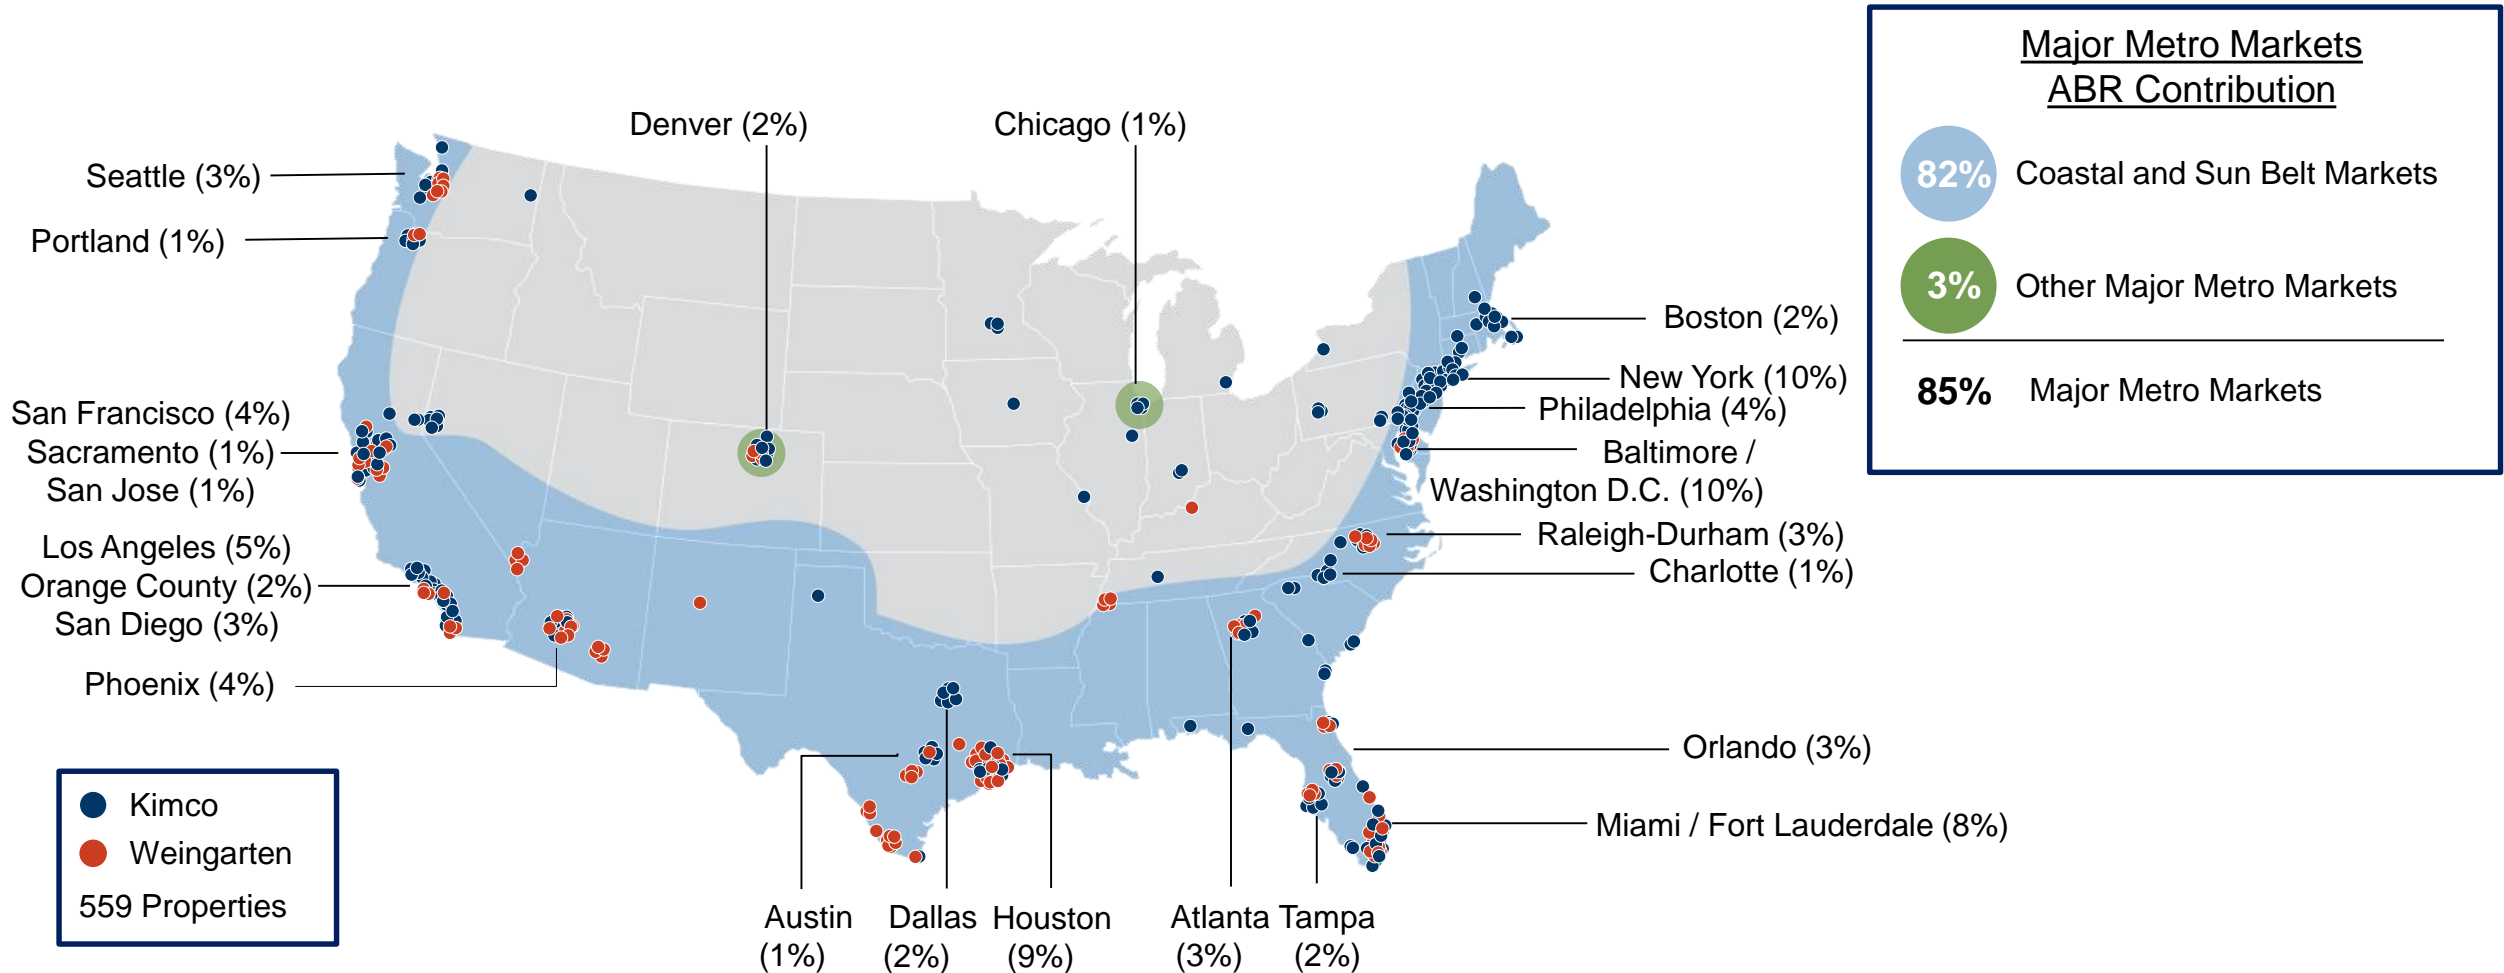 Major Metro Markets
ABR Contribution
82% Coastal and Sun Belt Markets
3% Other Major Metro Markets
85% Major Metro Markets
Denver (2%)
Chicago (1%)
Seattle (3%)
Portland (1%)
San Francisco (4%)
Sacramento (1%)
San Jose (1%)
Los Angeles (5%)
Orange County (2%)
San Diego (3%)
Phoenix (4%)
Boston (2%)
New York (10%)
Philadelphia (4%)
Baltimore /
Washington D.C. (10%)
Raleigh-Durham (3%)
Charlotte (1%)
Orlando (3%)
Miami / Fort Lauderdale (8%)
Austin
(1%)
Dallas
(2%)
Houston
(9%)
Atlanta
(3%)
Tampa
(2%)
Kimco
Weingarten
559 Properties